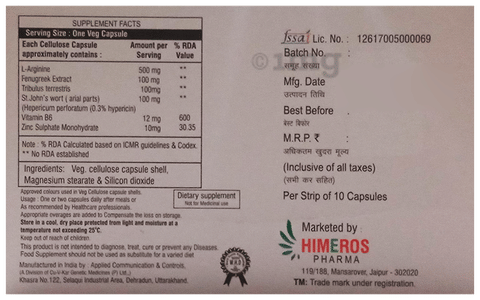 SUPPLEMENT FACTS
Serving Size : One Veg Capsule
Each Cellulose Capsule approximately contains : Amount per Serving % RDA Value
L-Arginine 500 mg **
Fenugreek Extract 100 mg **
Tribulus terrestris 100mg **
St.John's wort ( arial parts) 100 mg **
(Hepericum perforatum (0.3% hypericin)
Vitamin B6 12 mg 600
Zinc Sulphate Monohydrate 10mg 30.35
Note : % RDA Calculated based on ICMR guidelines & Codex.
** No RDA established
Ingredients: Veg. cellulose capsule shell,
Magnesium stearate & Silicon dioxide
Approved colours used in Veg Cellulose capsule shells.
Usage : One or two capsules daily after meals or
As recommended by Healthcare professionals.
Appropriate overages are added to Compensate the loss on storage.
Store in a cool, dry place protected from light and moisture at a
temperature not exceeding 25°C.
Keep out of reach of children.
This product is not intended to diagnose, treat, cure or prevent any Diseases.
Food Supplement should not be used as substitute for a varied diet
Manufactured in India by : Applied Communication & Controls,
(A Division of Cu-ii-Kar Genetic Medicines (P) Ltd.,)
Khasra No.122, Selaqui Industrial Area, Dehradun, Uttarakhand.
Dietary supplement
Not for Medicinal use
fssai Lic. No. : 12617005000069
Batch No. :
समूह संख्या
Mfg. Date
उत्पादन तिथि
Best Before :
बेस्ट बिफ़ोर
M.R.P. ₹ :
अधिकतम खुदरा मूल्य
(Inclusive of all taxes)
(सभी कर सहित)
Per Strip of 10 Capsules
Marketed by :
HIMEROS
PHARMA
119/188, Mansarover, Jaipur - 302020
TM: Trade mark under registration.